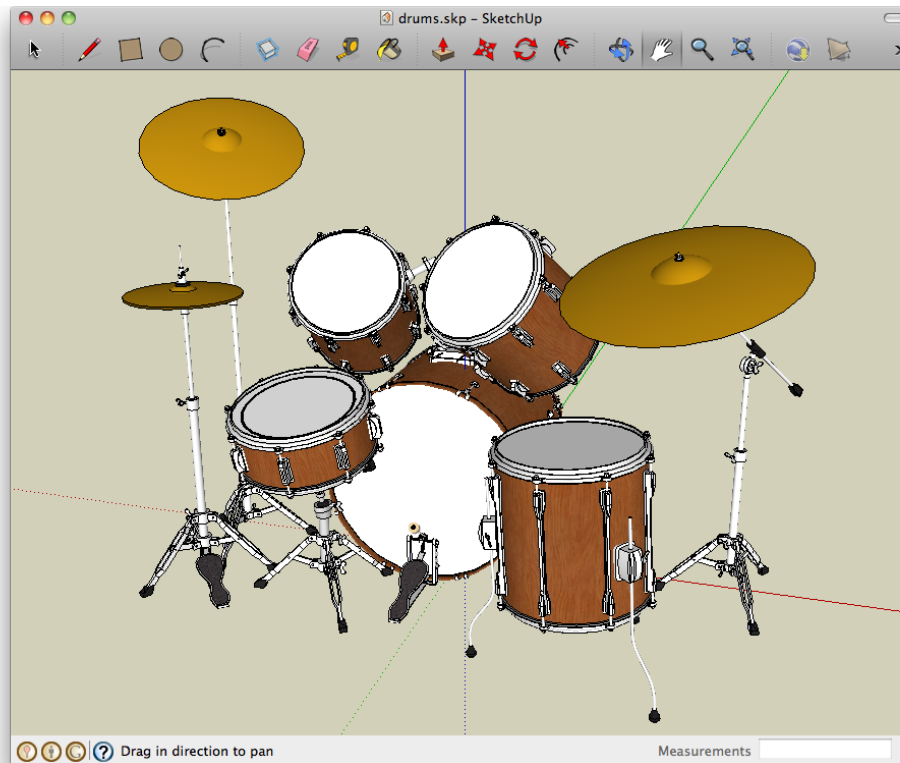 drums.skp – SketchUp
Drag in direction to pan
Measurements